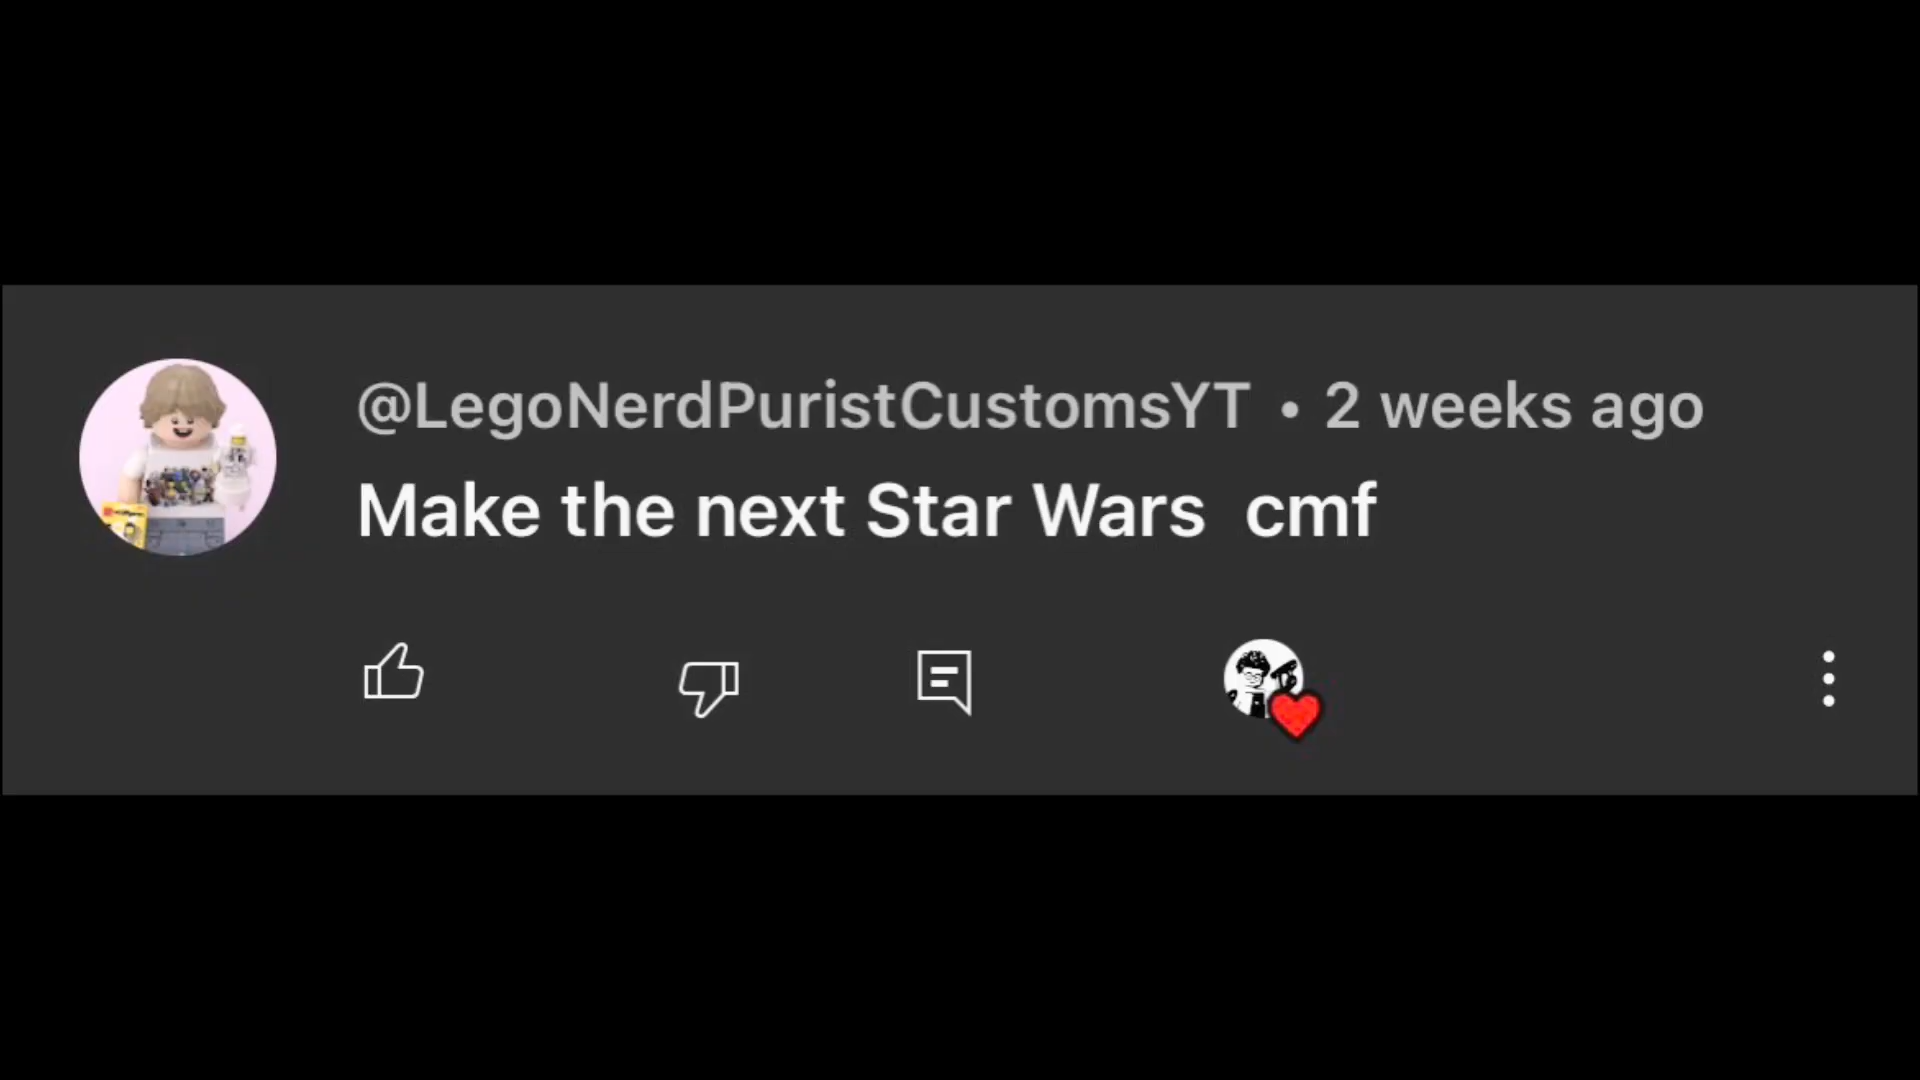 @LegoNerdPuristCustomsYT • 2 weeks ago
Make the next Star Wars  cmf